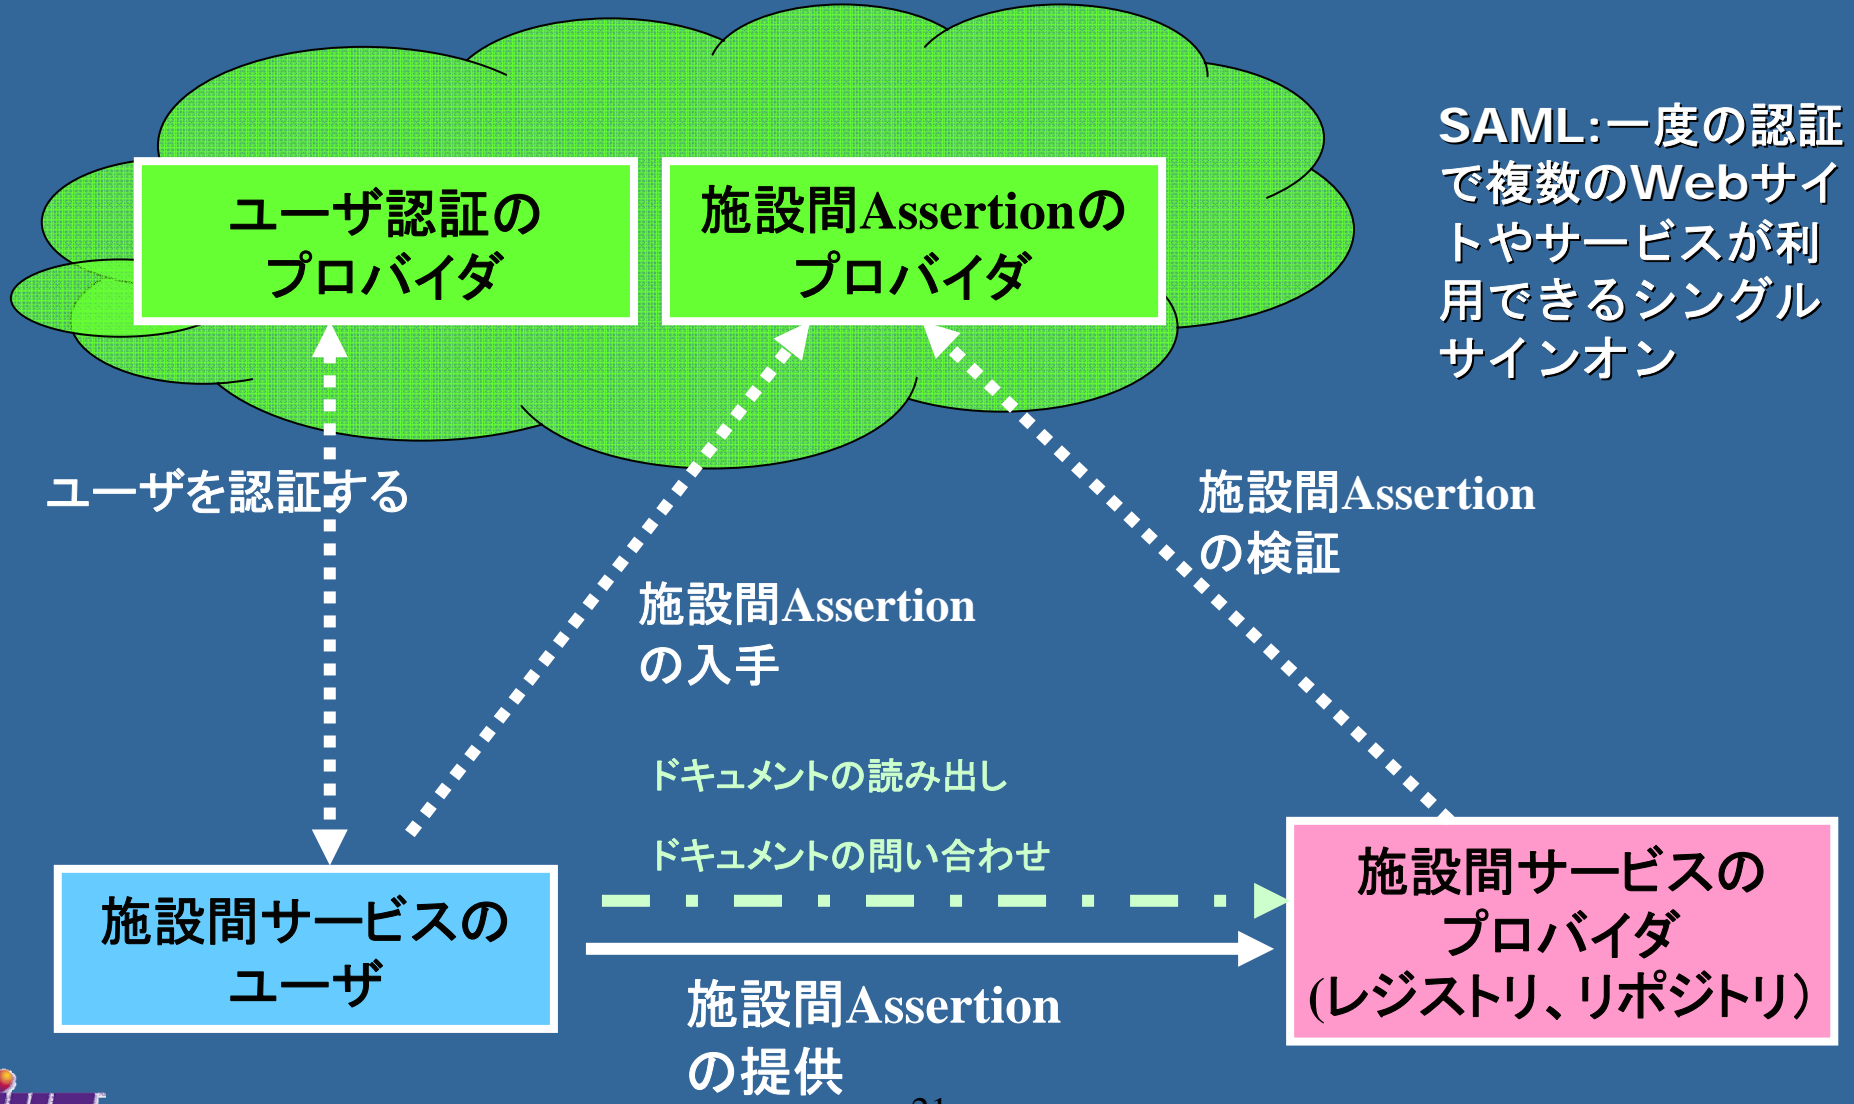 SAML:一度の認証
で複数のWebサイ
トやサービスが利
用できるシングル
サインオン
ユーザ認証の
プロバイダ
施設間Assertionの
プロバイダ
ユーザを認証する
施設間Assertion
の検証
施設間Assertion
の入手
ドキュメントの読み出し
ドキュメントの問い合わせ
施設間サービスの
ユーザ
施設間サービスの
プロバイダ
(レジストリ、リポジトリ)
施設間Assertion
の提供